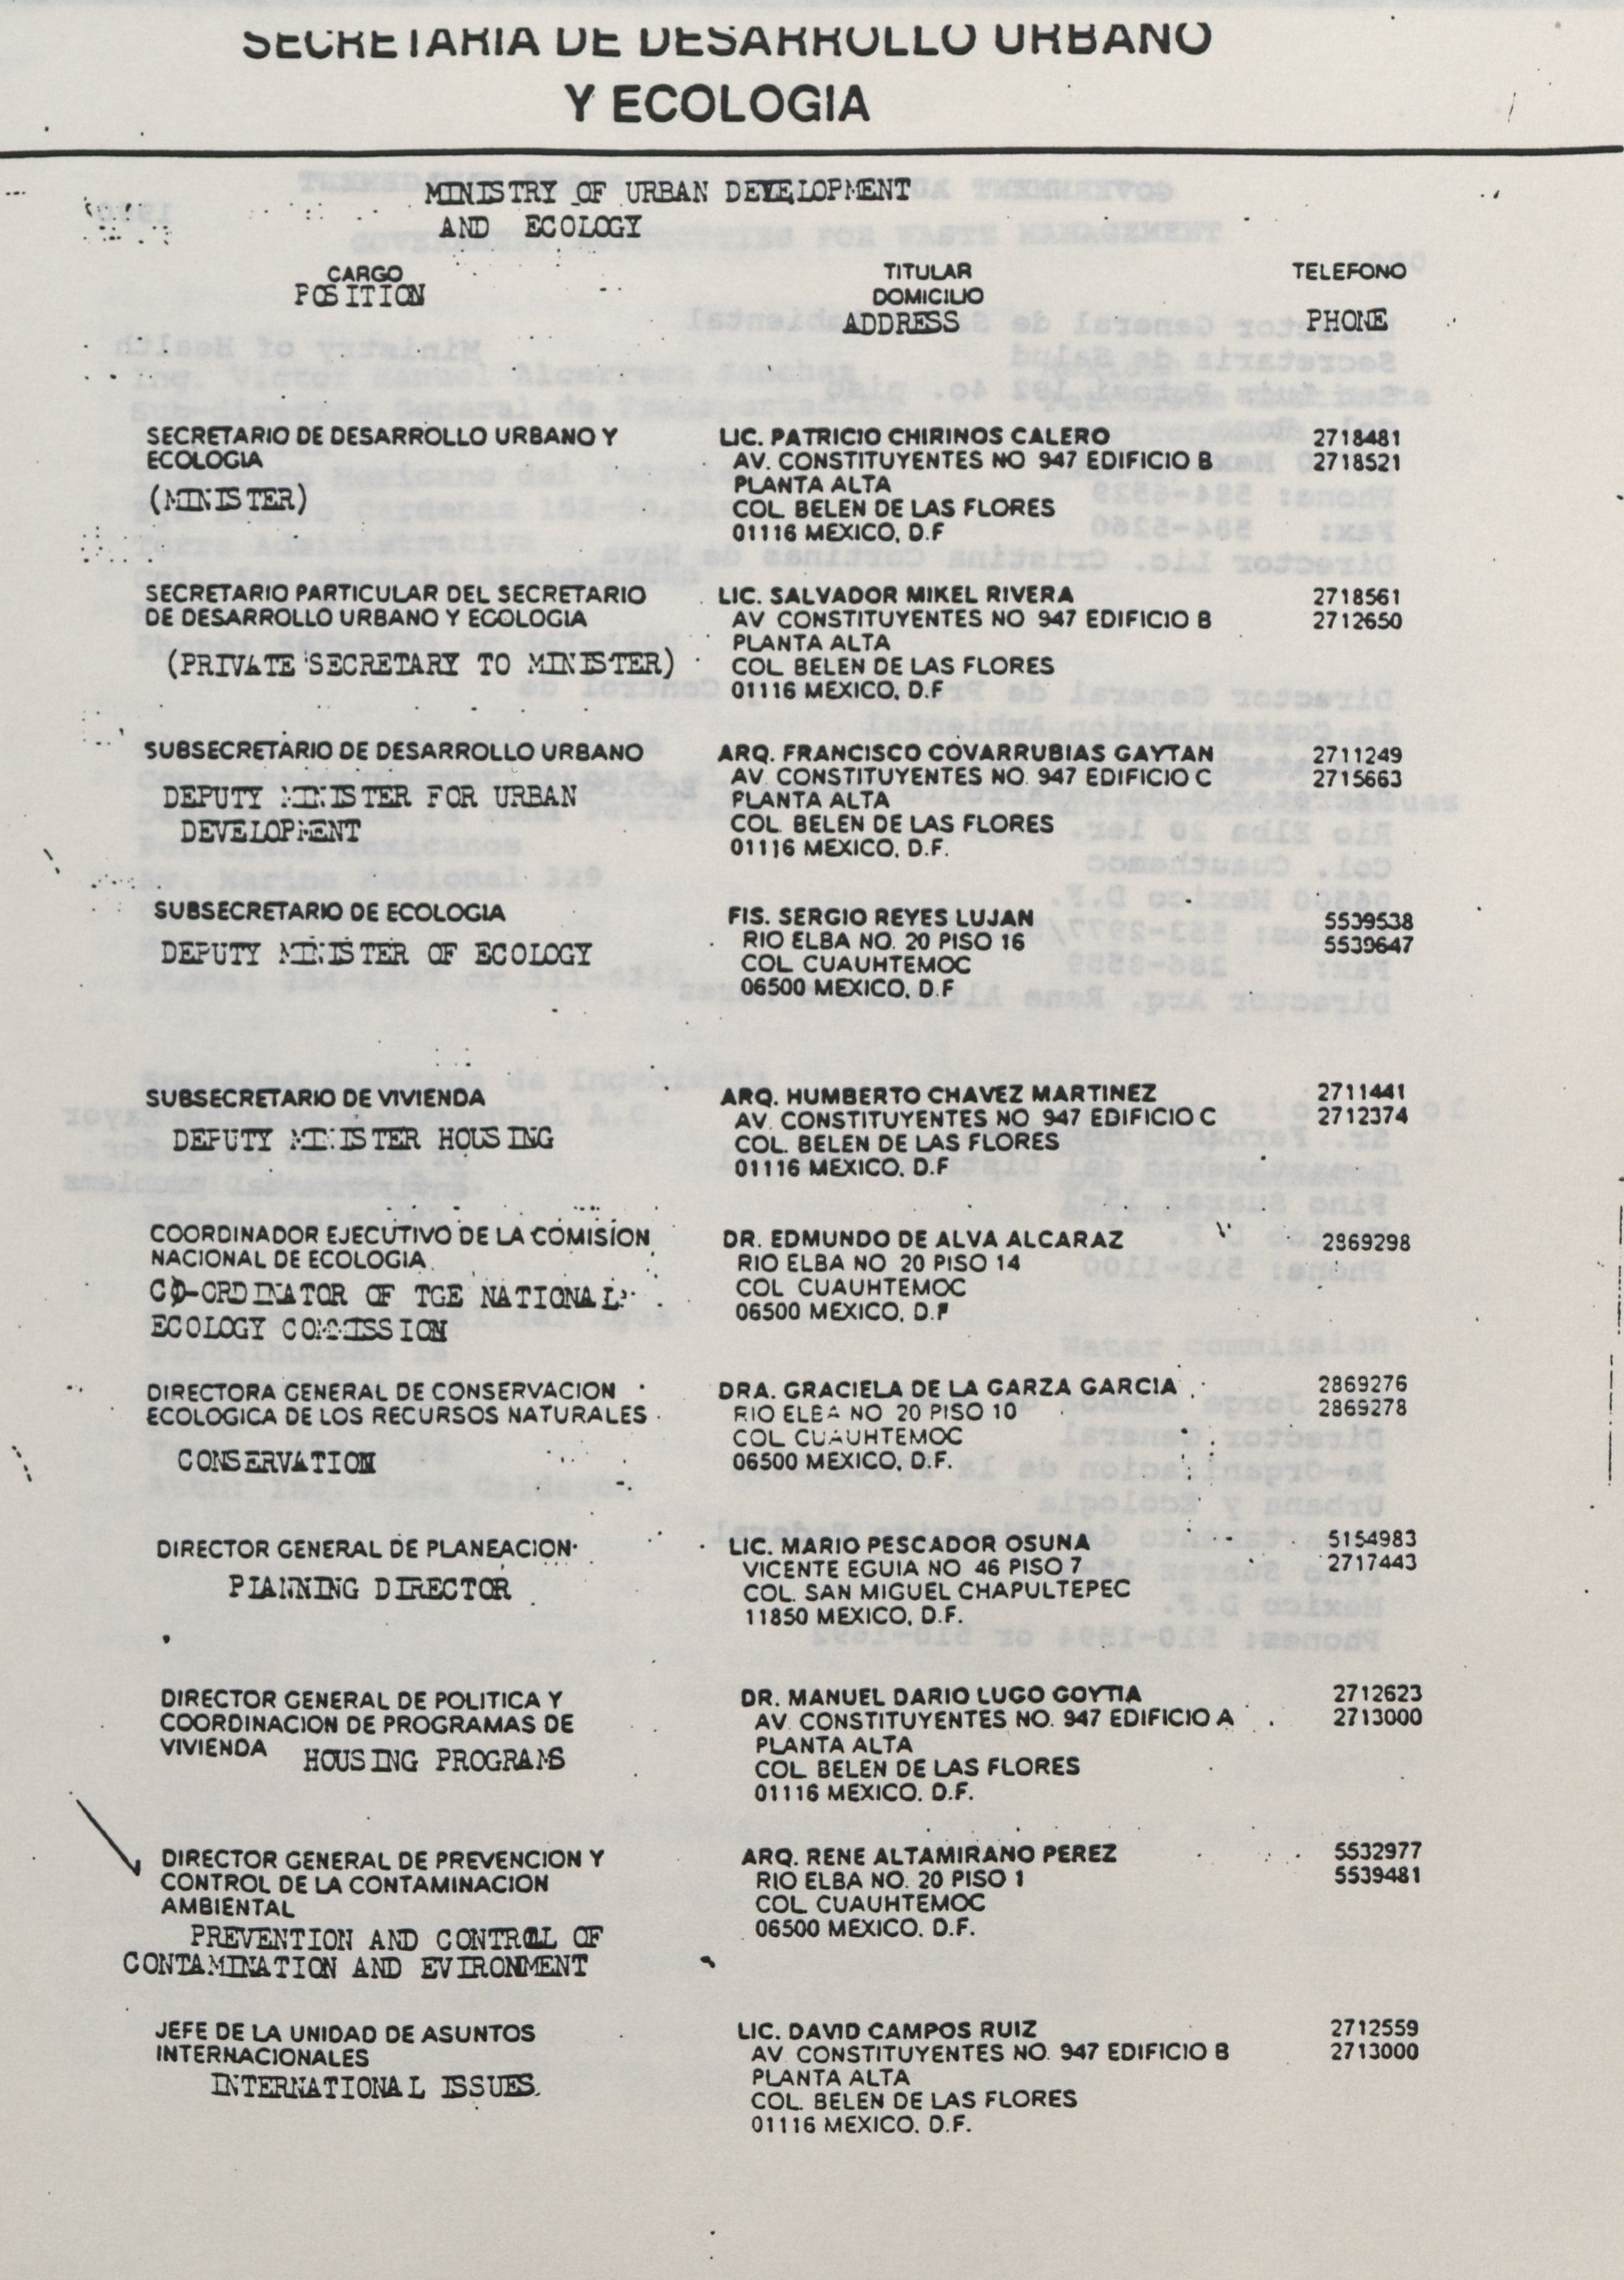 SECRETARIA DE DESARROLLO URBANO
Y ECOLOGIA
MINISTRY OF URBAN DEVELOPMENT
AND ECOLOGY
CARGO
POSITION
TITULAR
DOMICILIO
ADDRESS
TELEFONO
PHONE
SECRETARIO DE DESARROLLO URBANO Y
ECOLOGIA
(MINISTER)
LIC. PATRICIO CHIRINOS CALERO
AV. CONSTITUYENTES NO 947 EDIFICIO B
PLANTA ALTA
COL BELEN DE LAS FLORES
01116 MEXICO, D.F
2718481
2718521
SECRETARIO PARTICULAR DEL SECRETARIO
DE DESARROLLO URBANO Y ECOLOGIA
(PRIVATE SECRETARY TO MINISTER)
LIC. SALVADOR MIKEL RIVERA
AV CONSTITUYENTES NO 947 EDIFICIO B
PLANTA ALTA
COL BELEN DE LAS FLORES
01116 MEXICO, D.F
2718561
2712650
SUBSECRETARIO DE DESARROLLO URBANO
DEPUTY MINISTER FOR URBAN
DEVELOPMENT
ARQ. FRANCISCO COVARRUBIAS GAYTAN
AV CONSTITUYENTES NO. 947 EDIFICIO C
PLANTA ALTA
COL BELEN DE LAS FLORES
01116 MEXICO, D.F.
2711249
2715663
SUBSECRETARIO DE ECOLOGIA
DEPUTY MINISTER OF ECOLOGY
FIS. SERGIO REYES LUJAN
RIO ELBA NO. 20 PISO 16
COL CUAUHTEMOC
06500 MEXICO, D.F
5539538
5539647
SUBSECRETARIO DE VIVIENDA
DEPUTY MINISTER HOUSING
ARQ. HUMBERTO CHAVEZ MARTINEZ
AV. CONSTITUYENTES NO 947 EDIFICIO C
COL. BELEN DE LAS FLORES
01116 MEXICO, D.F
2711441
2712374
COORDINADOR EJECUTIVO DE LA COMISION
NACIONAL DE ECOLOGIA
CO-ORDINATOR OF TGE NATIONAL
ECOLOGY COMMISSION
DR. EDMUNDO DE ALVA ALCARAZ
RIO ELBA NO 20 PISO 14
COL CUAUHTEMOC
06500 MEXICO, D.F
2869298
DIRECTORA GENERAL DE CONSERVACION
ECOLOGICA DE LOS RECURSOS NATURALES
CONSERVATION
DRA. GRACIELA DE LA GARZA GARCIA
RIO ELBA NO 20 PISO 10
COL CUAUHTEMOC
06500 MEXICO, D.F.
2869276
2869278
DIRECTOR GENERAL DE PLANEACION
PLANNING DIRECTOR
LIC. MARIO PESCADOR OSUNA
VICENTE EGUIA NO 46 PISO 7
COL. SAN MIGUEL CHAPULTEPEC
11850 MEXICO, D.F.
5154983
2717443
DIRECTOR GENERAL DE POLITICA Y
COORDINACION DE PROGRAMAS DE
VIVIENDA HOUSING PROGRAMS
DR. MANUEL DARIO LUGO GOYTIA
AV. CONSTITUYENTES NO. 947 EDIFICIO A
PLANTA ALTA
COL BELEN DE LAS FLORES
01116 MEXICO. D.F.
2712623
2713000
DIRECTOR GENERAL DE PREVENCION Y
CONTROL DE LA CONTAMINACION
AMBIENTAL
PREVENTION AND CONTROL OF
CONTAMINATION AND EVIRONMENT
ARQ. RENE ALTAMIRANO PEREZ
RIO ELBA NO. 20 PISO 1
COL CUAUHTEMOC
06500 MEXICO. D.F.
5532977
5539481
JEFE DE LA UNIDAD DE ASUNTOS
INTERNACIONALES
INTERNATIONAL ISSUES.
LIC. DAVID CAMPOS RUIZ
AV. CONSTITUYENTES NO. 947 EDIFICIO B
PLANTA ALTA
COL. BELEN DE LAS FLORES
01116 MEXICO. D.F.
2712559
2713000